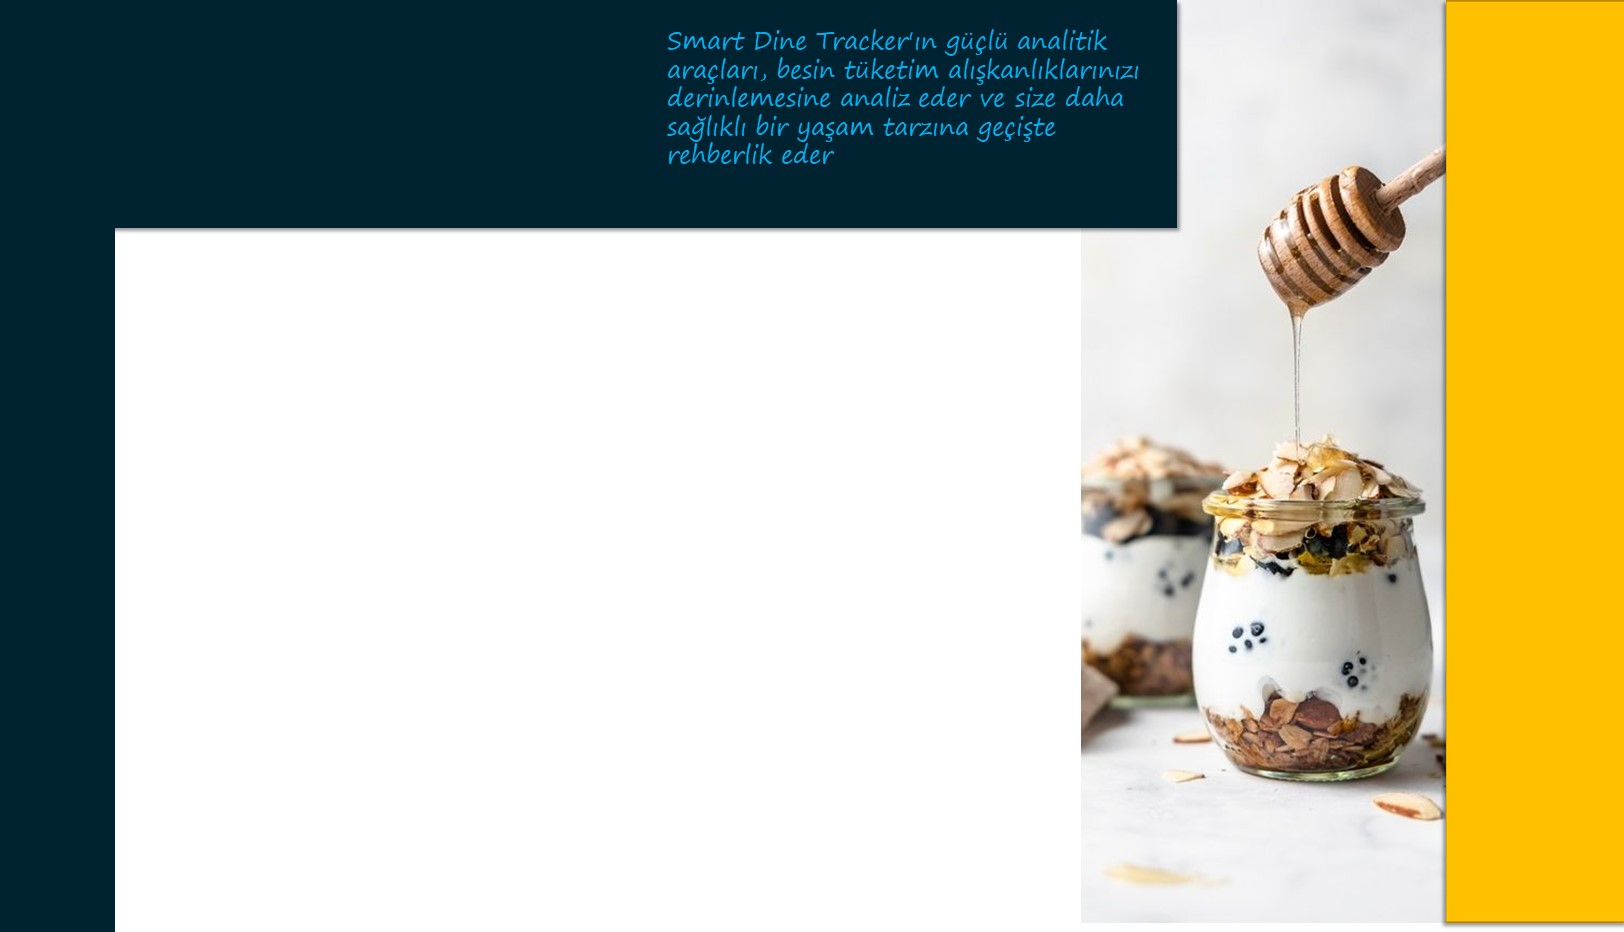 Smart Dine Tracker'ın güçlü analitik
araçları, besin tüketim alışkanlıklarınızı
derinlemesine analiz eder ve size daha
sağlıklı bir yaşam tarzına geçişte
rehberlik eder